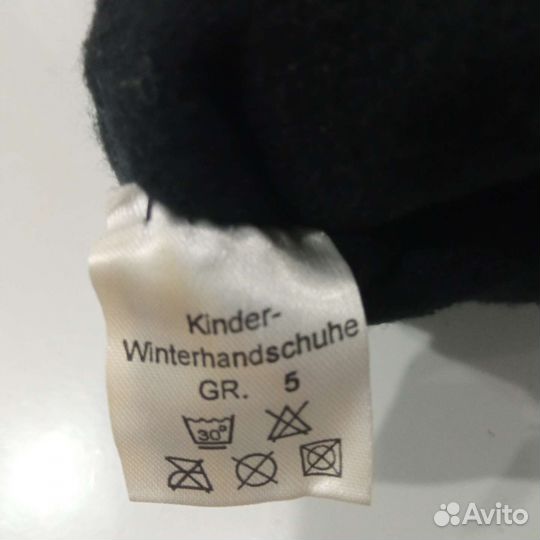 Kinder-
Winterhandschuhe
GR. 5
30°
Avito